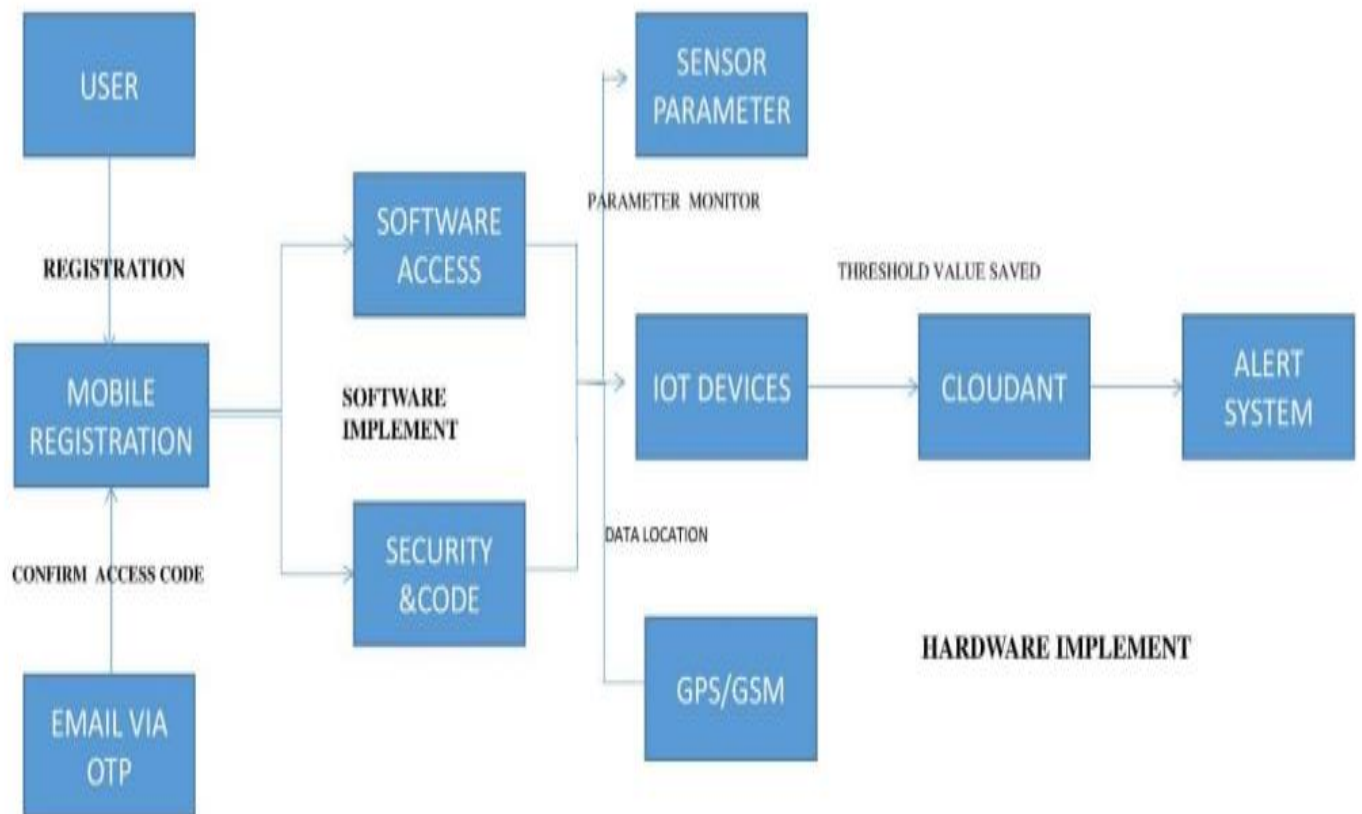 USER
REGISTRATION
MOBILE
REGISTRATION
CONFIRM ACCESS CODE
EMAIL VIA
OTP
SOFTWARE
ACCESS
SOFTWARE
IMPLEMENT
SECURITY
&CODE
SENSOR
PARAMETER
PARAMETER MONITOR
IOT DEVICES
DATA LOCATION
GPS/GSM
THRESHOLD VALUE SAVED
CLOUDANT
ALERT
SYSTEM
HARDWARE IMPLEMENT